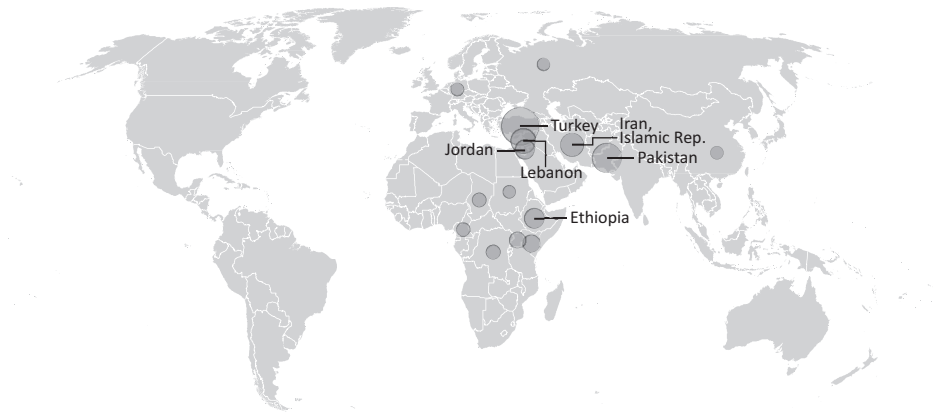 Turkey
Iran,
Islamic Rep.
Jordan
Pakistan
Lebanon
Ethiopia